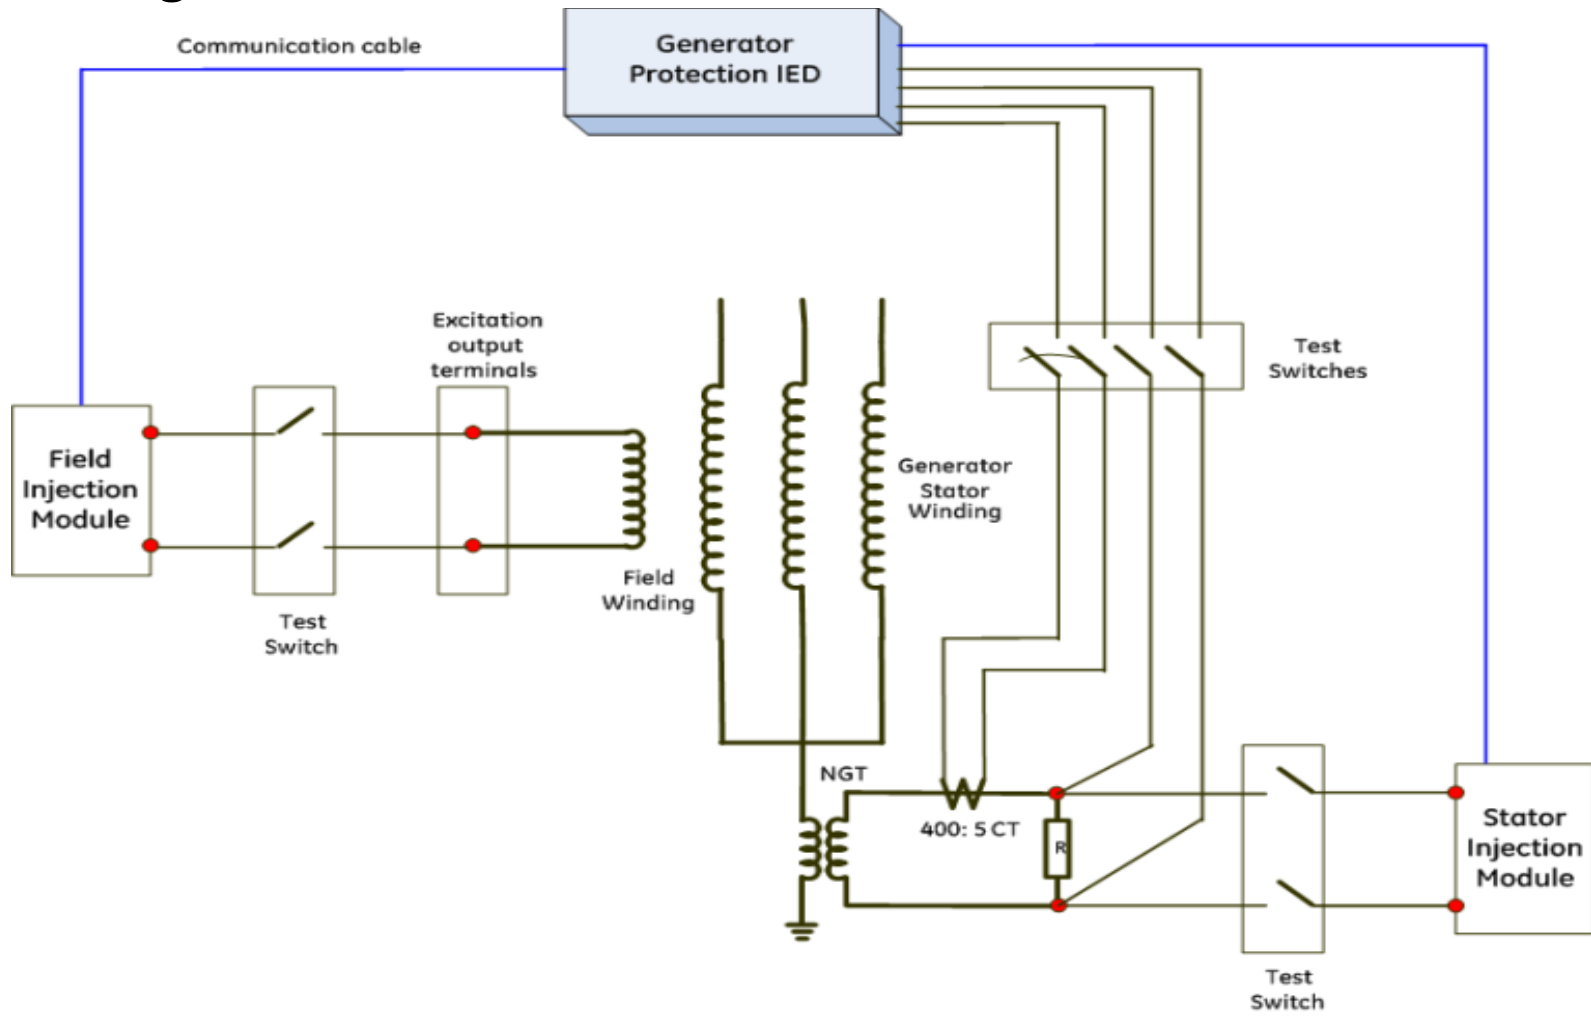 Communication cable
Generator
Protection IED
Excitation
output
terminals
Test
Switches
Field
Injection
Module
Generator
Stator
Winding
Field
Winding
Test
Switch
NGT
400: 5 CT
R
Stator
Injection
Module
Test
Switch